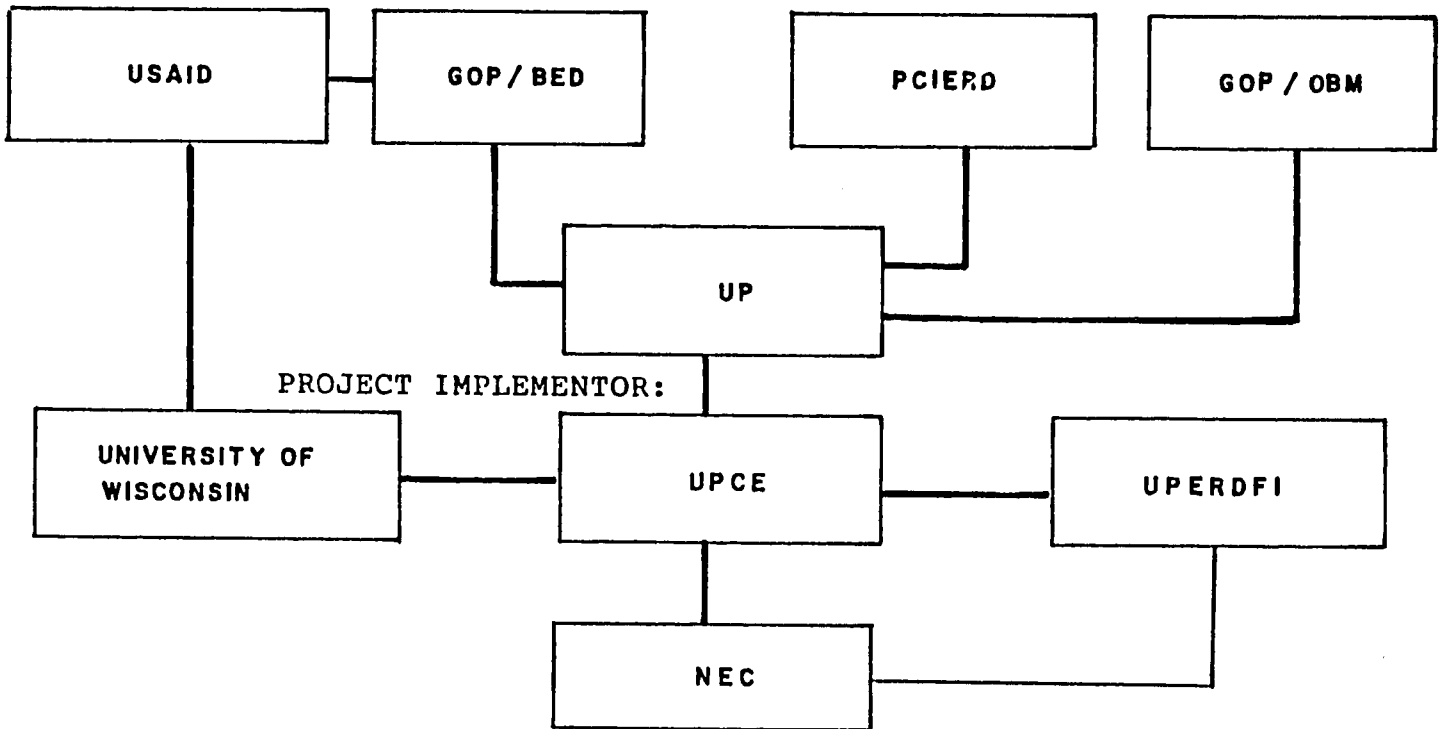 USAID
GOP / BED
PCIERD
GOP / OBM
UP
PROJECT IMPLEMENTOR:
UNIVERSITY OF
WISCONSIN
UPCE
UPERDFI
NEC